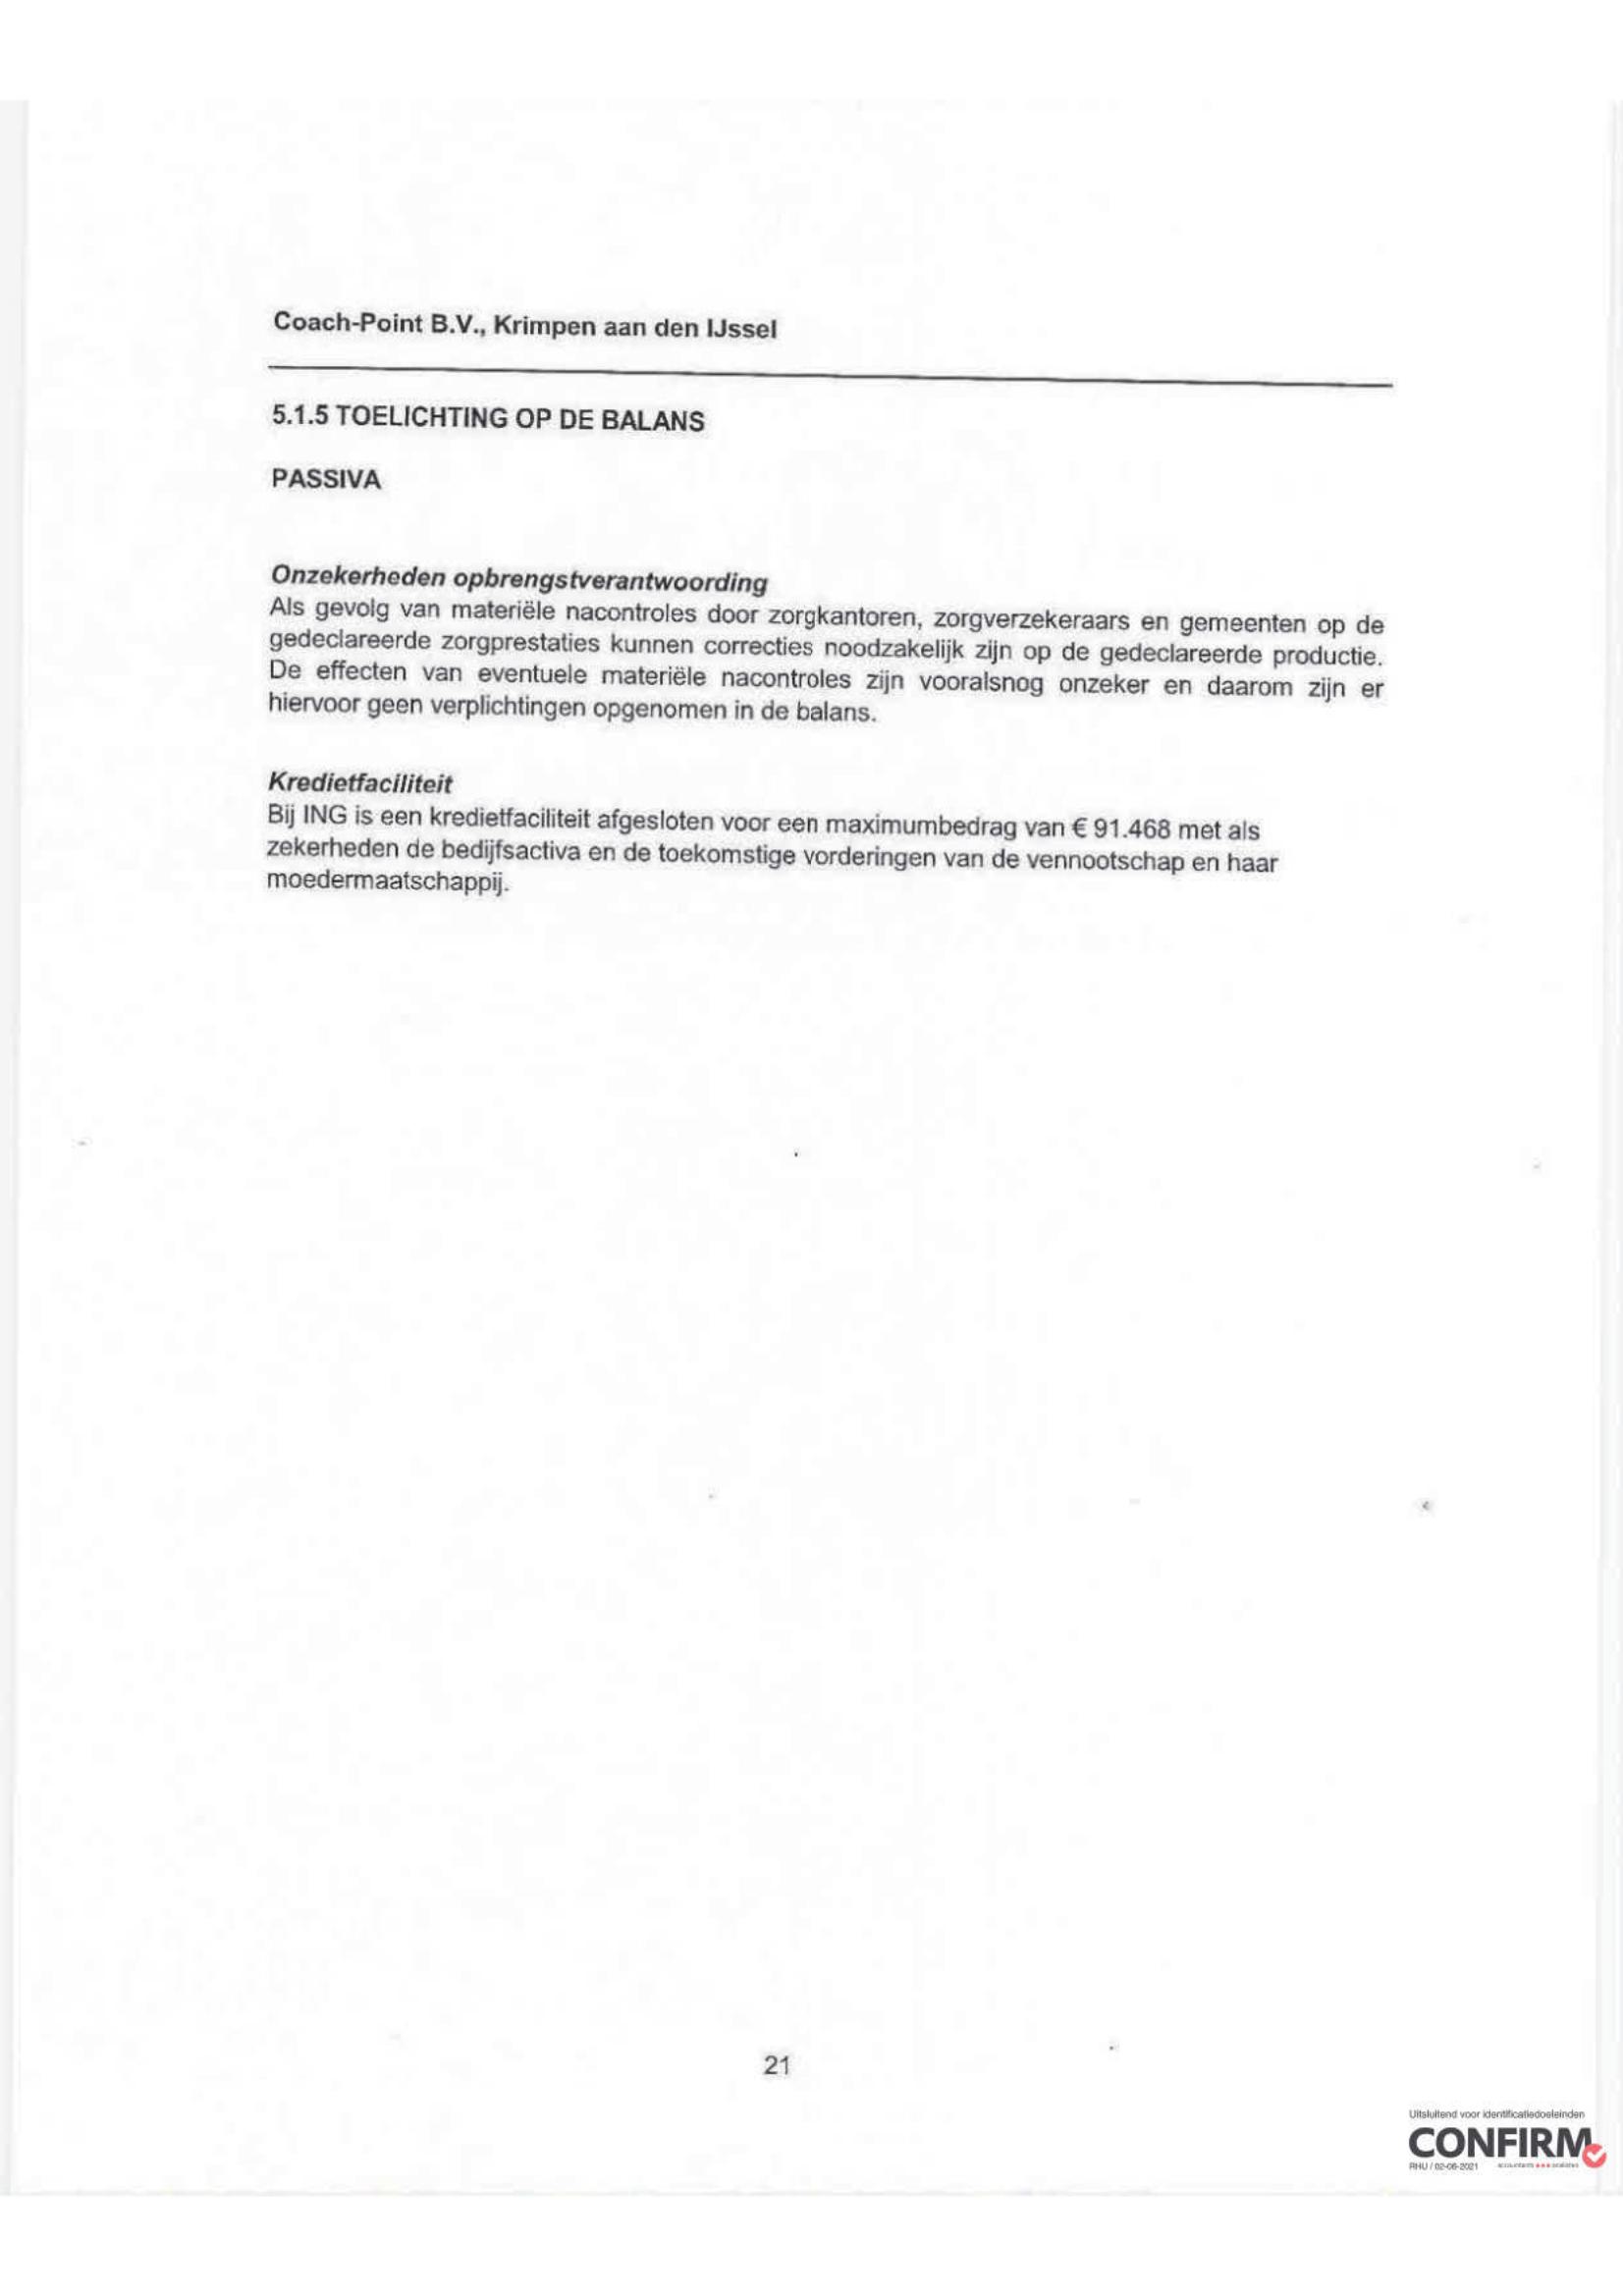 Coach-Point B.V., Krimpen aan den IJssel
5.1.5 TOELICHTING OP DE BALANS
PASSIVA
Onzekerheden opbrengstverantwoording
Als gevolg van materiële nacontroles door zorgkantoren, zorgverzekeraars en gemeenten op de
gedeclareerde zorgprestaties kunnen correcties noodzakelijk zijn op de gedeclareerde productie.
De effecten van eventuele materiële nacontroles zijn vooralsnog onzeker en daarom zijn er
hiervoor geen verplichtingen opgenomen in de balans.
Kredietfaciliteit
Bij ING is een kredietfaciliteit afgesloten voor een maximumbedrag van € 91.468 met als
zekerheden de bedijfsactiva en de toekomstige vorderingen van de vennootschap en haar
moedermaatschappij.
21
Uitsluitend voor identificatiedoeleinden
CONFIRM
RHU / 02-06-2021 accountants